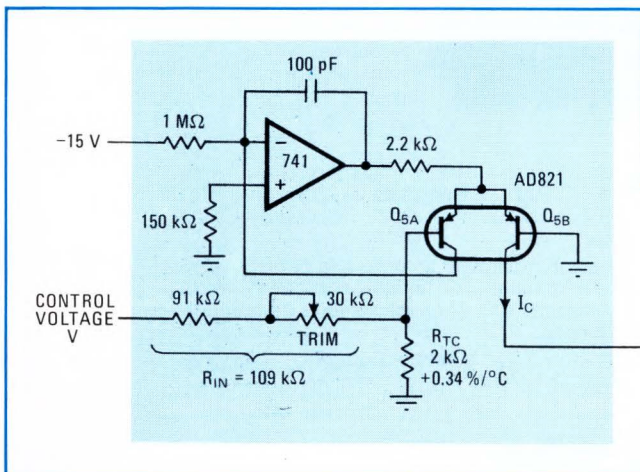 100 pF
1 MΩ
–15 V
–
741
+
2.2 kΩ
AD821
150 kΩ
Q5A
Q5B
CONTROL
VOLTAGE
V
91 kΩ
30 kΩ
TRIM
IC
RTC
2 kΩ
+0.34 %/°C
RIN = 109 kΩ